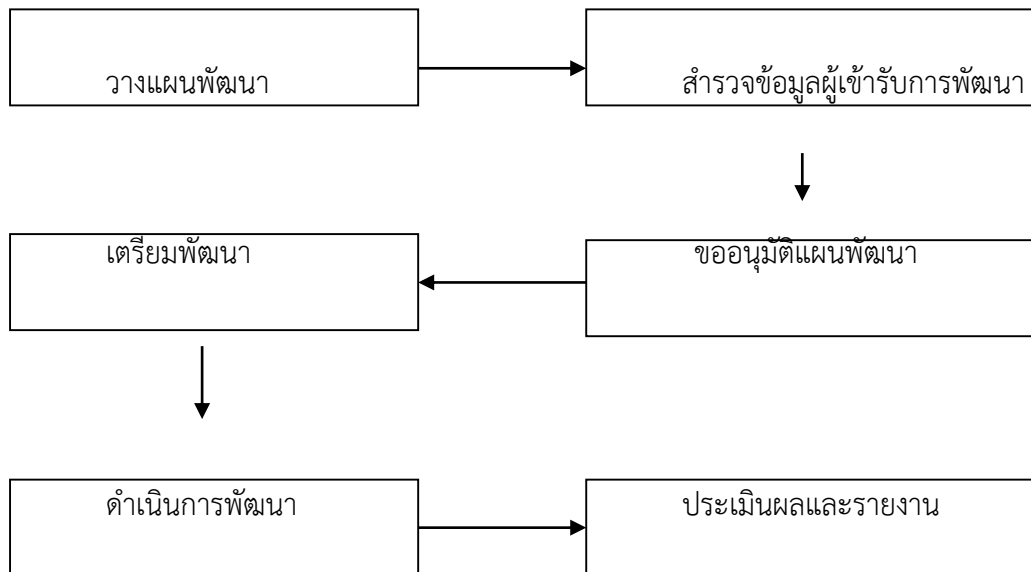 วางแผนพัฒนา
สำรวจข้อมูลผู้เข้ารับการพัฒนา
ขออนุมัติแผนพัฒนา
เตรียมพัฒนา
ดำเนินการพัฒนา
ประเมินผลและรายงาน